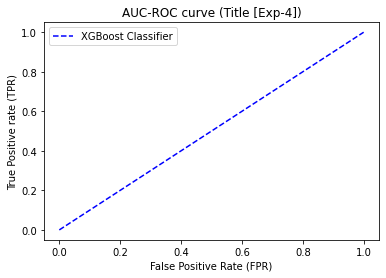 AUC-ROC curve (Title [Exp-4])
XGBoost Classifier
True Positive rate (TPR)
1.0
0.8
0.6
0.4
0.2
0.0
0.0 0.2 0.4 0.6 0.8 1.0
False Positive Rate (FPR)